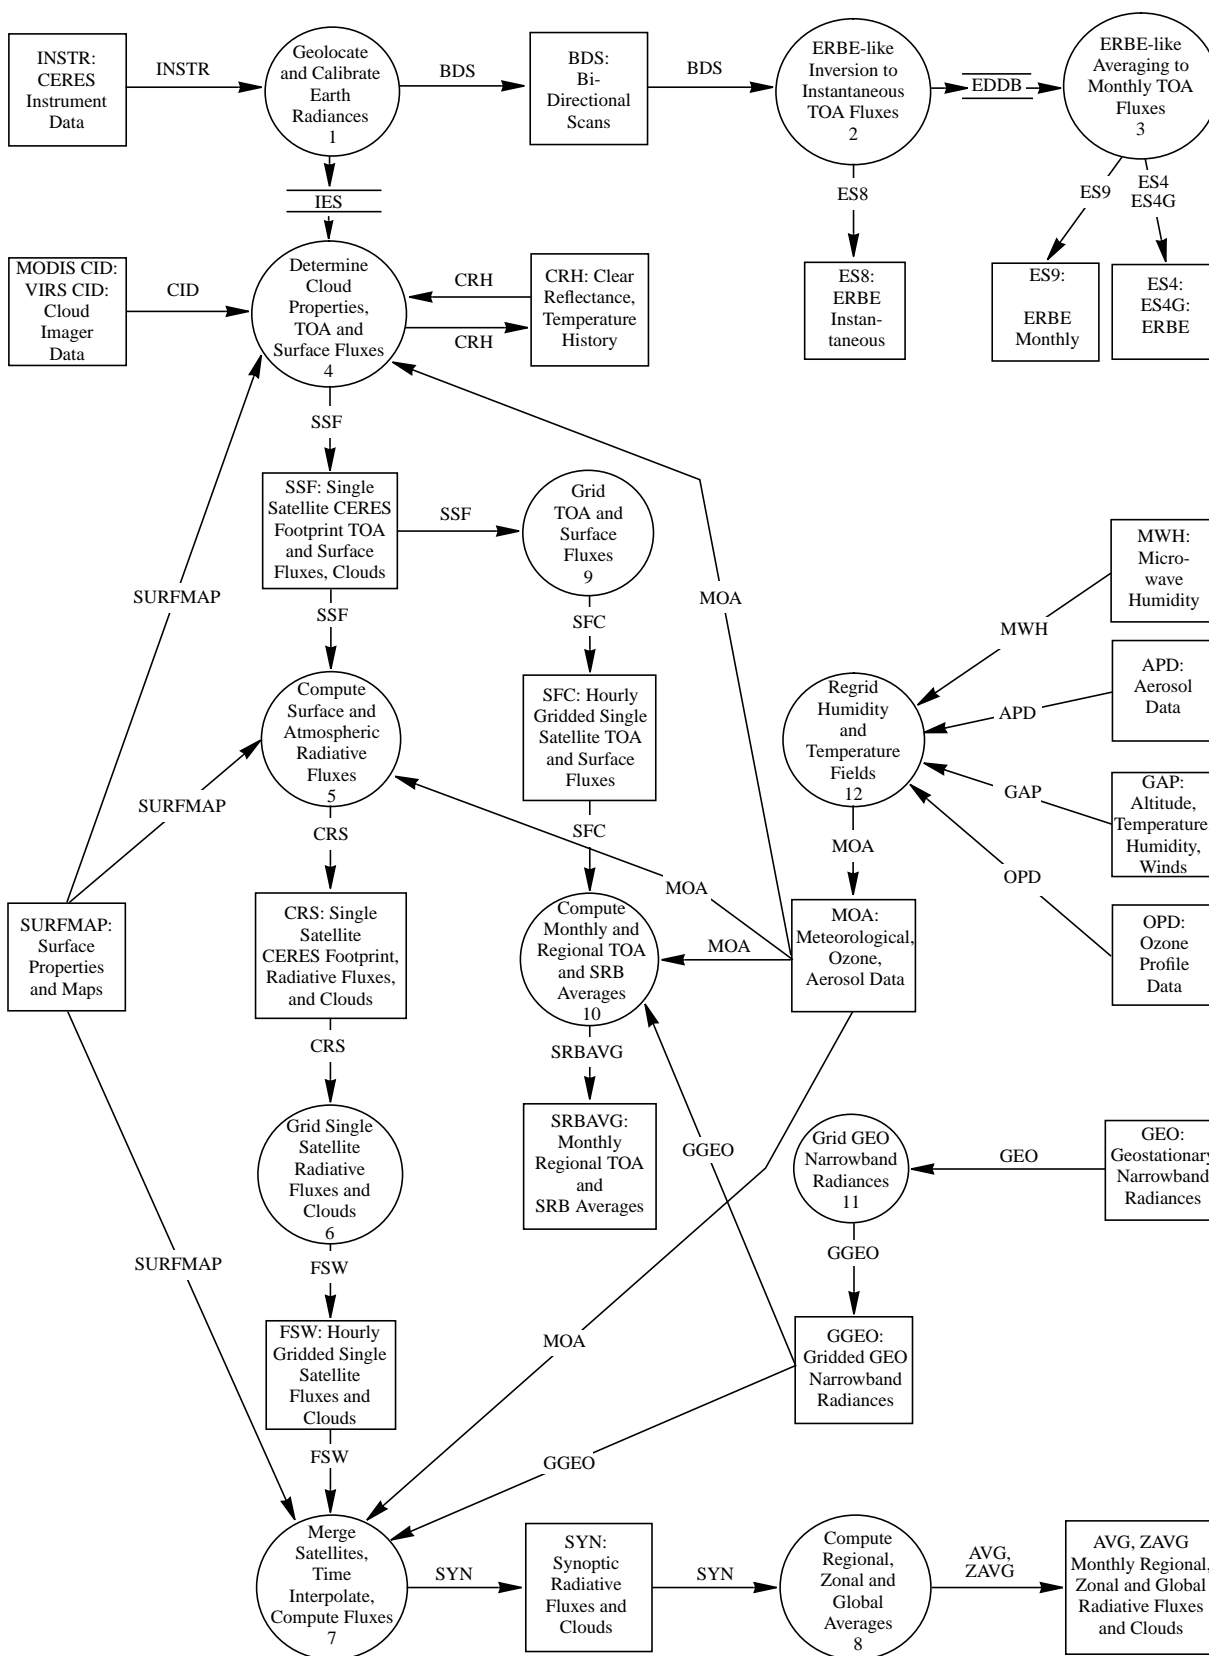 INSTR:
CERES
Instrument
Data
INSTR
Geolocate
and Calibrate
Earth
Radiances
1
BDS
BDS:
Bi-
Directional
Scans
BDS
ERBE-like
Inversion to
Instantaneous
TOA Fluxes
2
EDDB
ERBE-like
Averaging to
Monthly TOA
Fluxes
3
IES
ES8
ES9
ES4
ES4G
MODIS CID:
VIRS CID:
Cloud
Imager
Data
CID
Determine
Cloud
Properties,
TOA and
Surface Fluxes
4
CRH
CRH
CRH: Clear
Reflectance,
Temperature
History
ES8:
ERBE
Instan-
taneous
ES9:
ERBE
Monthly
ES4:
ES4G:
ERBE
SSF
SSF: Single
Satellite CERES
Footprint TOA
and Surface
Fluxes, Clouds
SSF
Grid
TOA and
Surface
Fluxes
9
MWH:
Micro-
wave
Humidity
SURFMAP
SSF
SFC
MOA
MWH
Compute
Surface and
Atmospheric
Radiative
Fluxes
5
SFC: Hourly
Gridded Single
Satellite TOA
and Surface
Fluxes
Regrid
Humidity
and
Temperature
Fields
12
APD
APD:
Aerosol
Data
SURFMAP
GAP
GAP:
Altitude,
Temperature,
Humidity,
Winds
CRS
SFC
MOA
MOA
OPD
SURFMAP:
Surface
Properties
and Maps
CRS: Single
Satellite
CERES Footprint,
Radiative Fluxes,
and Clouds
Compute
Monthly and
Regional TOA
and SRB
Averages
10
MOA
MOA:
Meteorological,
Ozone,
Aerosol Data
OPD:
Ozone
Profile
Data
CRS
SRBAVG
Grid Single
Satellite
Radiative
Fluxes and
Clouds
6
SRBAVG:
Monthly
Regional TOA
and
SRB Averages
GGEO
Grid GEO
Narrowband
Radiances
11
GEO
GEO:
Geostationary
Narrowband
Radiances
SURFMAP
FSW
GGEO
FSW: Hourly
Gridded Single
Satellite
Fluxes and
Clouds
MOA
GGEO:
Gridded GEO
Narrowband
Radiances
FSW
GGEO
Merge
Satellites,
Time
Interpolate,
Compute Fluxes
7
SYN
SYN:
Synoptic
Radiative
Fluxes and
Clouds
SYN
Compute
Regional,
Zonal and
Global
Averages
8
AVG,
ZAVG
AVG, ZAVG
Monthly Regional,
Zonal and Global
Radiative Fluxes
and Clouds